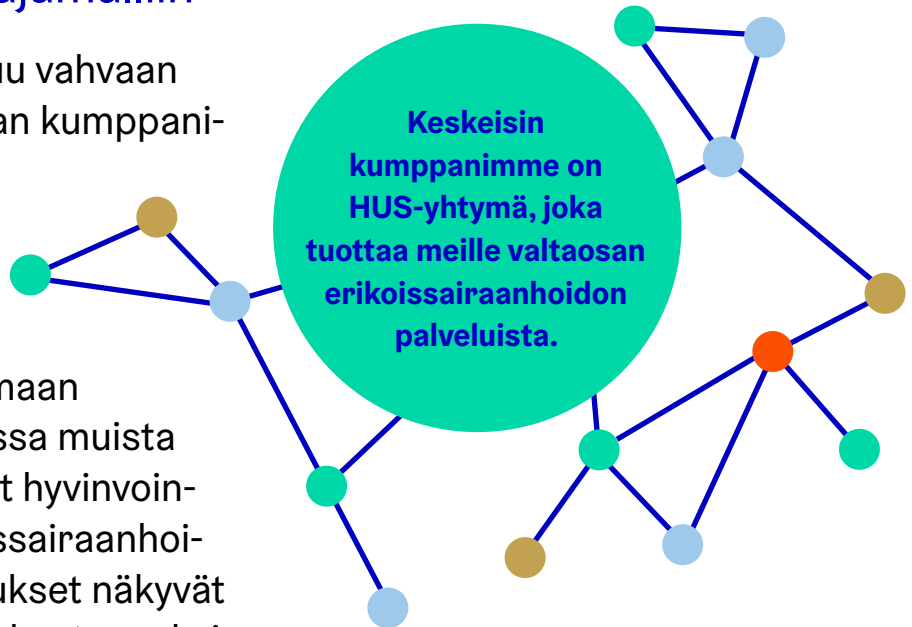 uu vahvaan
an kumppani-
Keskeisin
kumppanimme on
HUS-yhtymä, joka
tuottaa meille valtaosan
erikoissairaanhoidon
palveluista.
maan
ssa muista
t hyvinvoin-
ssairaanhoi-
ukset näkyvät